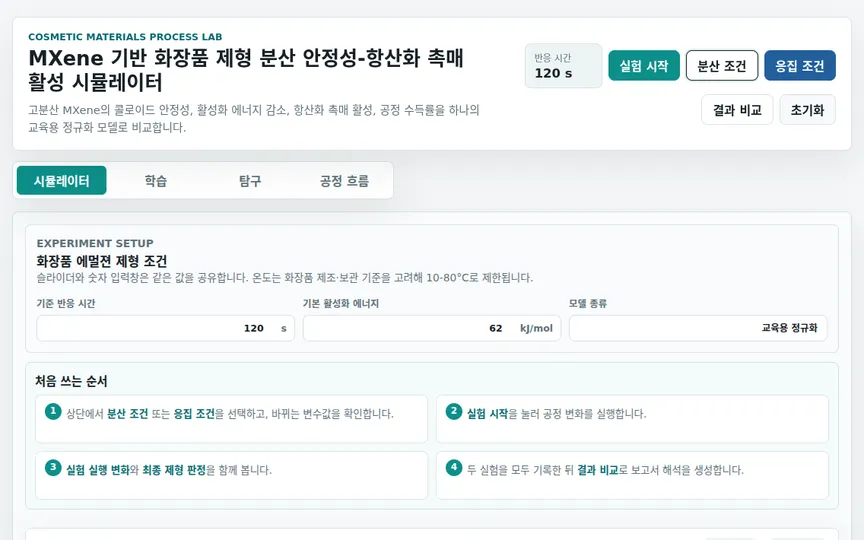 COSMETIC MATERIALS PROCESS LAB
MXene 기반 화장품 제형 분산 안정성-항산화 촉매
활성 시뮬레이터
고분산 MXene의 콜로이드 안정성, 활성화 에너지 감소, 항산화 촉매 활성, 공정 수득률을 하나의
교육용 정규화 모델로 비교합니다.
반응 시간
120 s
실험 시작
분산 조건
응집 조건
결과 비교
초기화
시뮬레이터
학습
탐구
공정 흐름
EXPERIMENT SETUP
화장품 에멀젼 제형 조건
슬라이더와 숫자 입력창은 같은 값을 공유합니다. 온도는 화장품 제조·보관 기준을 고려해 10-80°C로 제한됩니다.
기준 반응 시간
120 s
기본 활성화 에너지
62 kJ/mol
모델 종류
교육용 정규화
처음 쓰는 순서
1 상단에서 분산 조건 또는 응집 조건을 선택하고, 바뀌는 변수값을 확인합니다.
2 실험 시작을 눌러 공정 변화를 실행합니다.
3 실험 실행 변화와 최종 제형 판정을 함께 봅니다.
4 두 실험을 모두 기록한 뒤 결과 비교로 보고서 해석을 생성합니다.